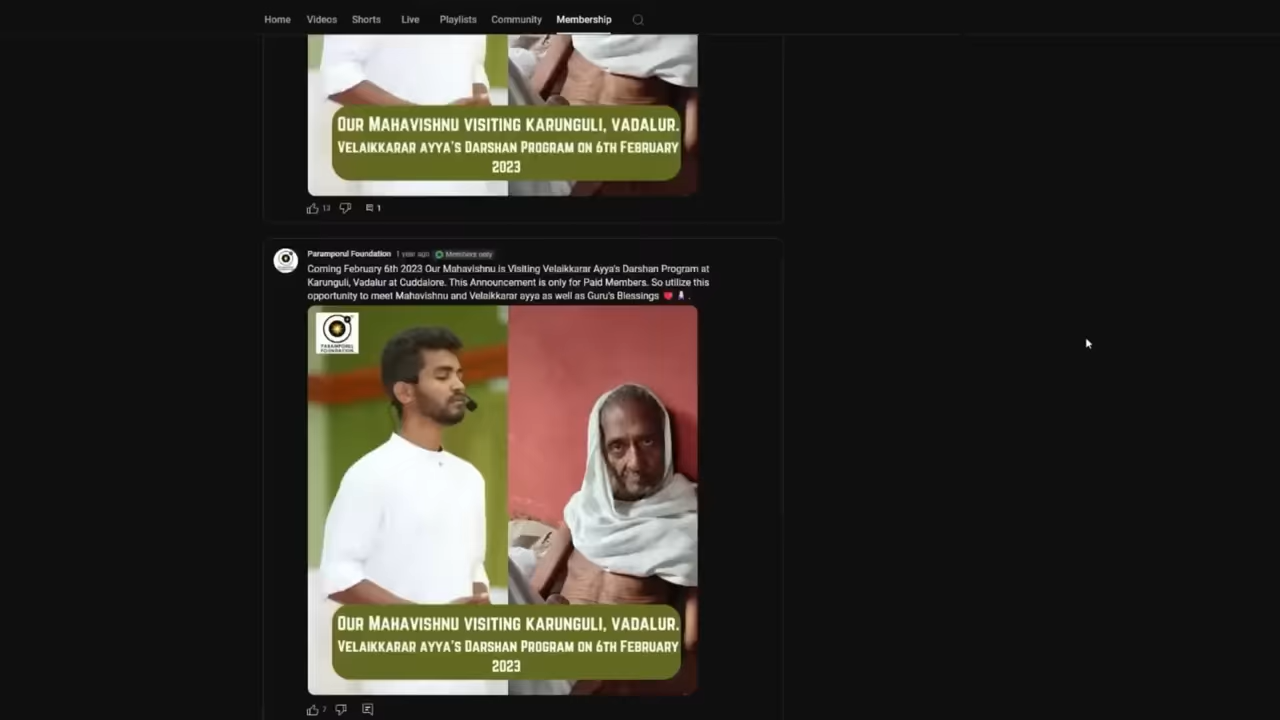 Home Videos Shorts Live Playlists Community Membership
OUR MAHAVISHNU VISITING KARUNGULI, VADALUR.
VELAIKKARAR AYYA'S DARSHAN PROGRAM ON 6TH FEBRUARY
2023
13 1
Paramporul Foundation 1 year ago Members only
Coming February 6th 2023 Our Mahavishnu is Visiting Velaikkarar Ayya's Darshan Program at
Karunguli, Vadalur at Cuddalore. This Announcement is only for Paid Members. So utilize this
opportunity to meet Mahavishnu and Velaikkarar ayya as well as Guru's Blessings ❤️ 🧘 .
PARAMPORUL
FOUNDATION
OUR MAHAVISHNU VISITING KARUNGULI, VADALUR.
VELAIKKARAR AYYA'S DARSHAN PROGRAM ON 6TH FEBRUARY
2023
7